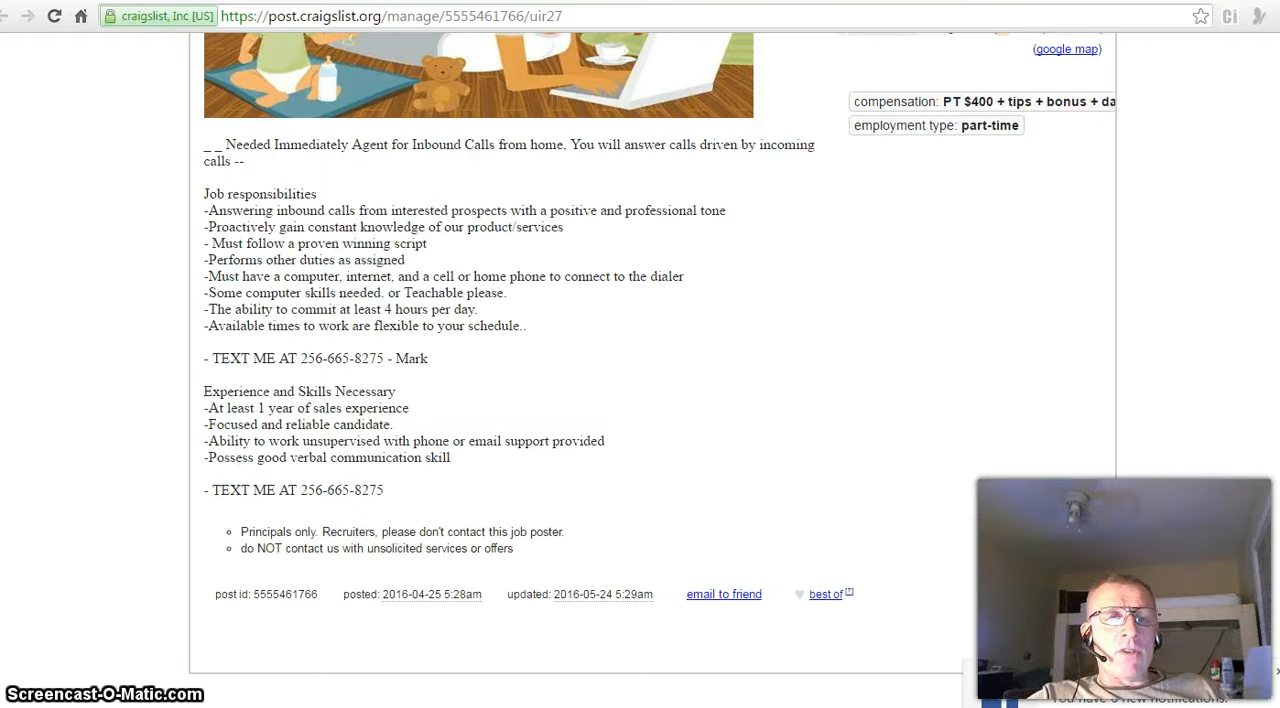 craigslist, Inc [US] https://post.craigslist.org/manage/5555461766/uir27
(google map)
compensation: PT $400 + tips + bonus + da
employment type: part-time
_ _ Needed Immediately Agent for Inbound Calls from home, You will answer calls driven by incoming
calls --
Job responsibilities
-Answering inbound calls from interested prospects with a positive and professional tone
-Proactively gain constant knowledge of our product/services
- Must follow a proven winning script
-Performs other duties as assigned
-Must have a computer, internet, and a cell or home phone to connect to the dialer
-Some computer skills needed. or Teachable please.
-The ability to commit at least 4 hours per day.
-Available times to work are flexible to your schedule..
- TEXT ME AT 256-665-8275 - Mark
Experience and Skills Necessary
-At least 1 year of sales experience
-Focused and reliable candidate.
-Ability to work unsupervised with phone or email support provided
-Possess good verbal communication skill
- TEXT ME AT 256-665-8275
Principals only. Recruiters, please don't contact this job poster.
do NOT contact us with unsolicited services or offers
post id: 5555461766 posted: 2016-04-25 5:28am updated: 2016-05-24 5:29am email to friend best of [?]
Screencast-O-Matic.com